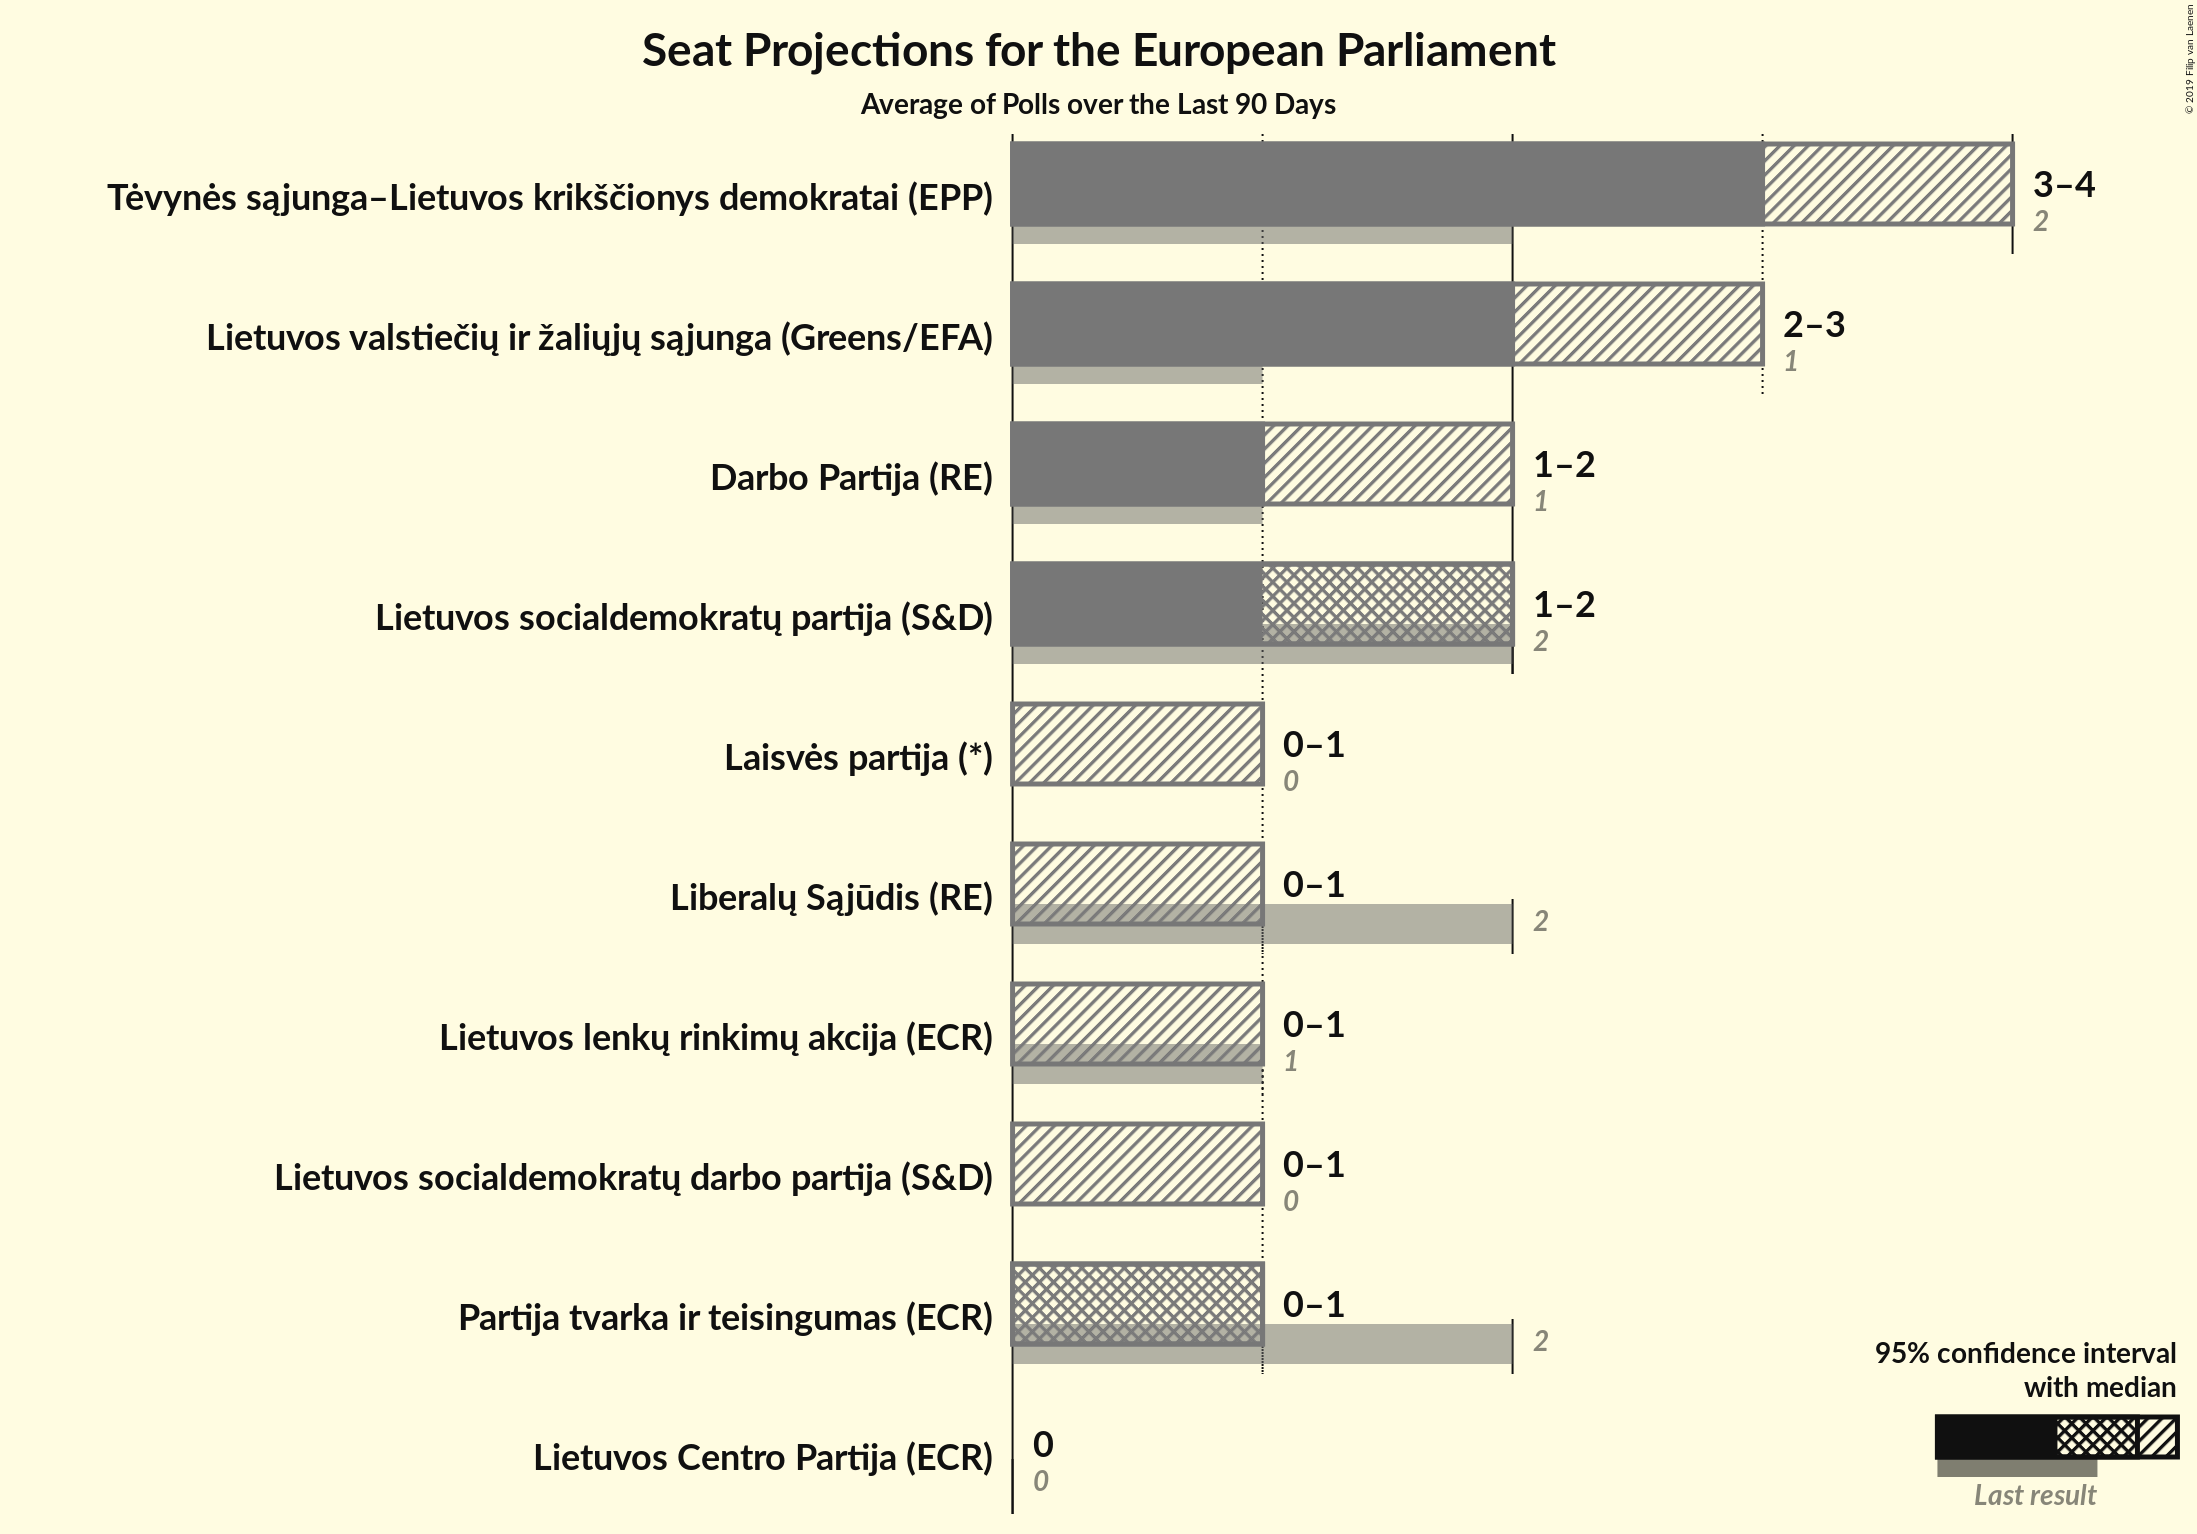 Seat Projections for the European Parliament
Average of Polls over the Last 90 Days
© 2019 Filip van Laenen
Tėvynės sąjunga–Lietuvos krikščionys demokratai (EPP)
3–4
2
Lietuvos valstiečių ir žaliųjų sąjunga (Greens/EFA)
2–3
1
Darbo Partija (RE)
1–2
1
Lietuvos socialdemokratų partija (S&D)
1–2
2
Laisvės partija (*)
0–1
0
Liberalų Sąjūdis (RE)
0–1
2
Lietuvos lenkų rinkimų akcija (ECR)
0–1
1
Lietuvos socialdemokratų darbo partija (S&D)
0–1
0
Partija tvarka ir teisingumas (ECR)
0–1
2
Lietuvos Centro Partija (ECR)
0
0
95% confidence interval
with median
Last result